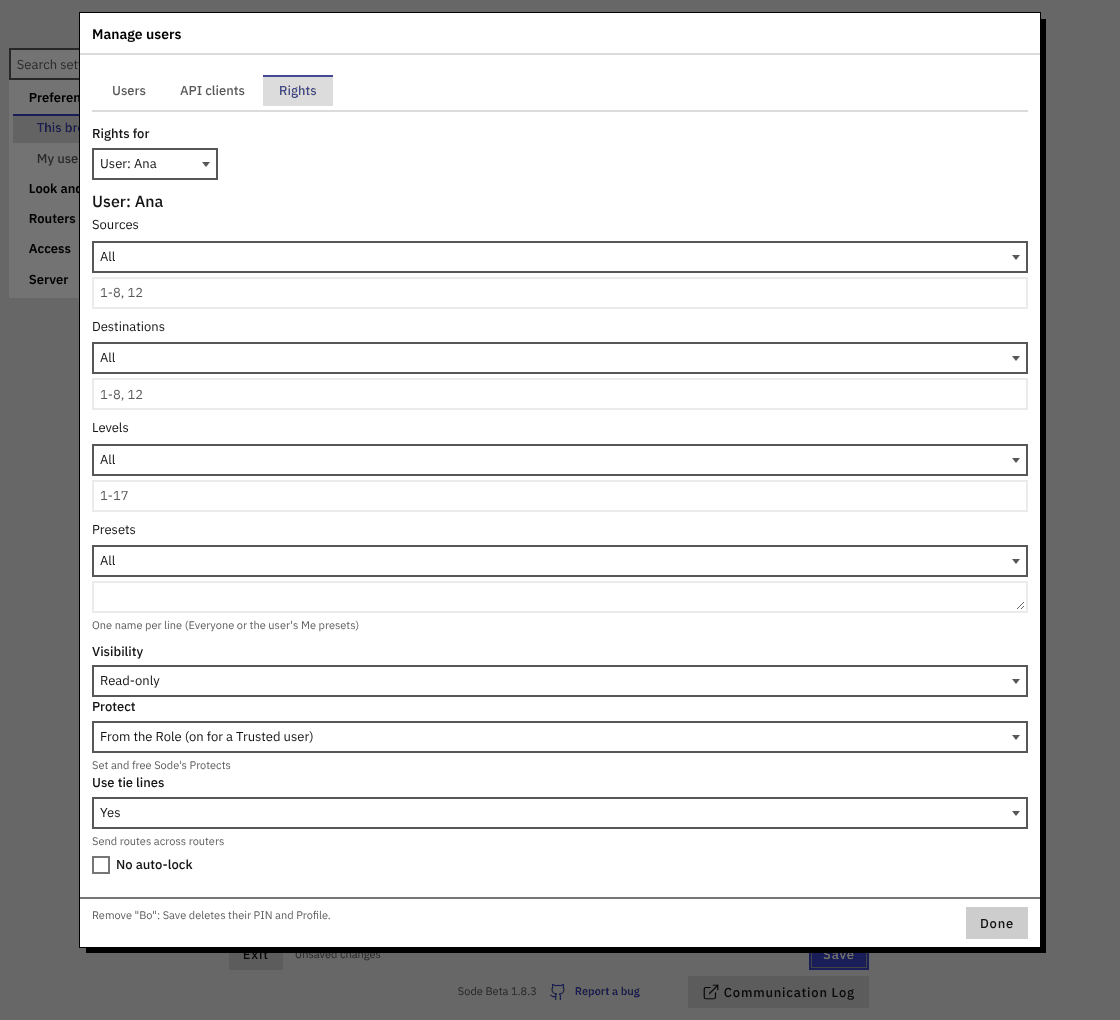 Manage users
Search set
Users
API clients
Rights
Preferen
This bro
My use
Look and
Routers
Access
Server
Rights for
User: Ana
User: Ana
Sources
All
1-8, 12
Destinations
All
1-8, 12
Levels
All
1-17
Presets
All
One name per line (Everyone or the user's Me presets)
Visibility
Read-only
Protect
From the Role (on for a Trusted user)
Set and free Sode's Protects
Use tie lines
Yes
Send routes across routers
No auto-lock
Remove "Bo": Save deletes their PIN and Profile.
Done
Exit
Unsaved changes
Save
Sode Beta 1.8.3
Report a bug
Communication Log